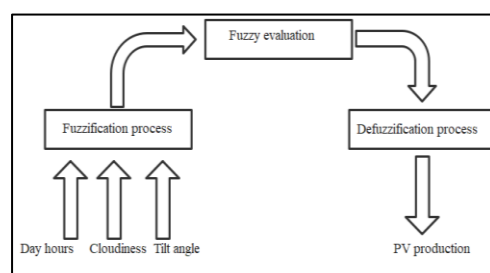 Fuzzy evaluation
Fuzzification process
Defuzzification process
Day hours
Cloudiness
Tilt angle
PV production